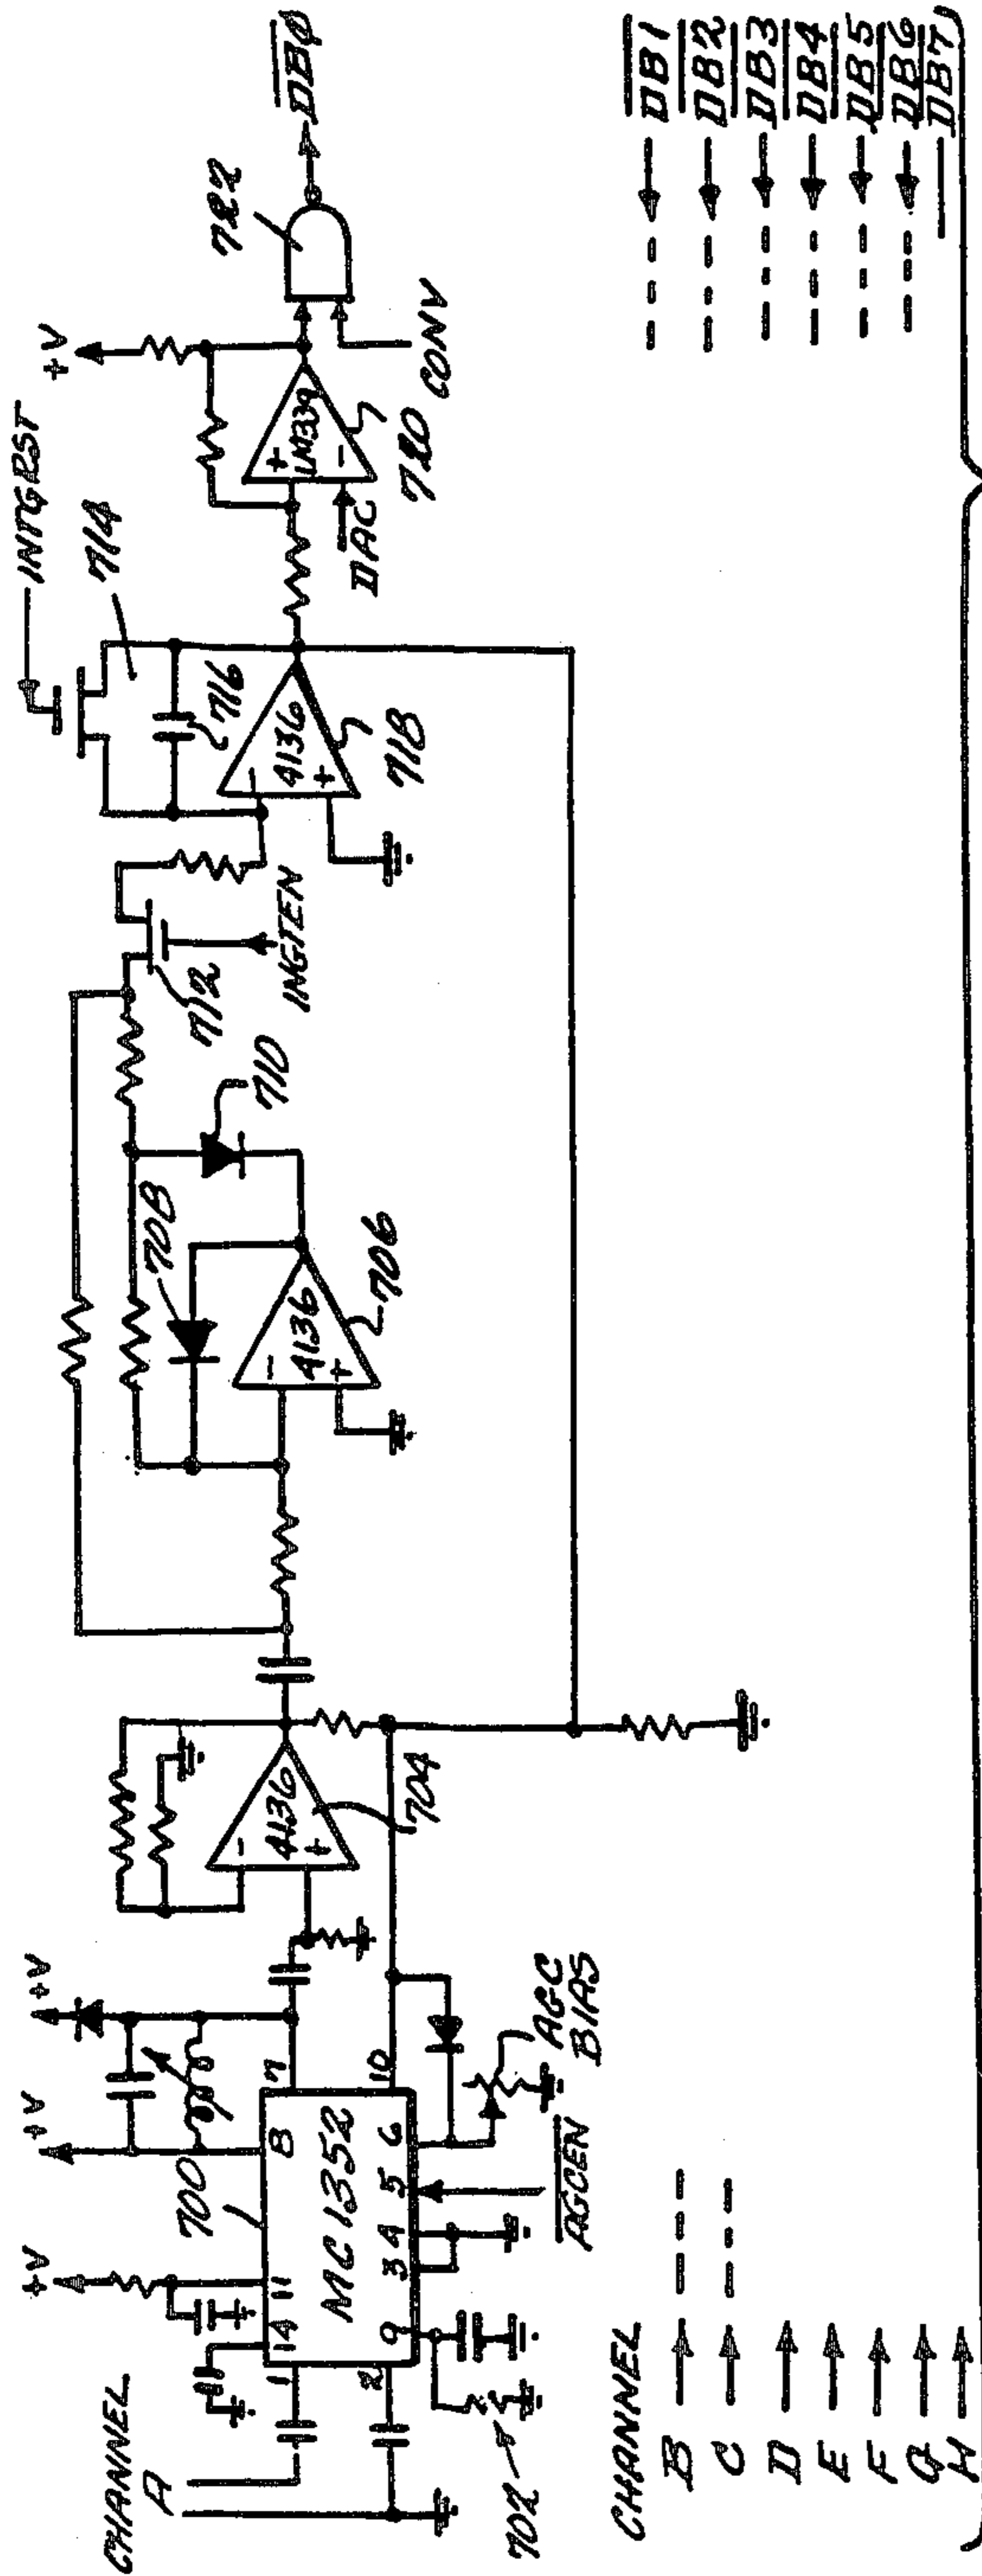 CHANNEL
A
+V
+V
+V
700
14
11
8
7
1
2
MC1352
9
3
4
5
6
10
702
AGCEN
AGC
BIAS
-
4136
+
704
-
4136
+
706
708
710
712
INGTEN
INTGRST
714
716
-
4136
+
718
+V
+
LM339
-
DAC
720
CONV
722
DBϕ
CHANNEL
B
C
D
E
F
G
H
DB1
DB2
DB3
DB4
DB5
DB6
DB7